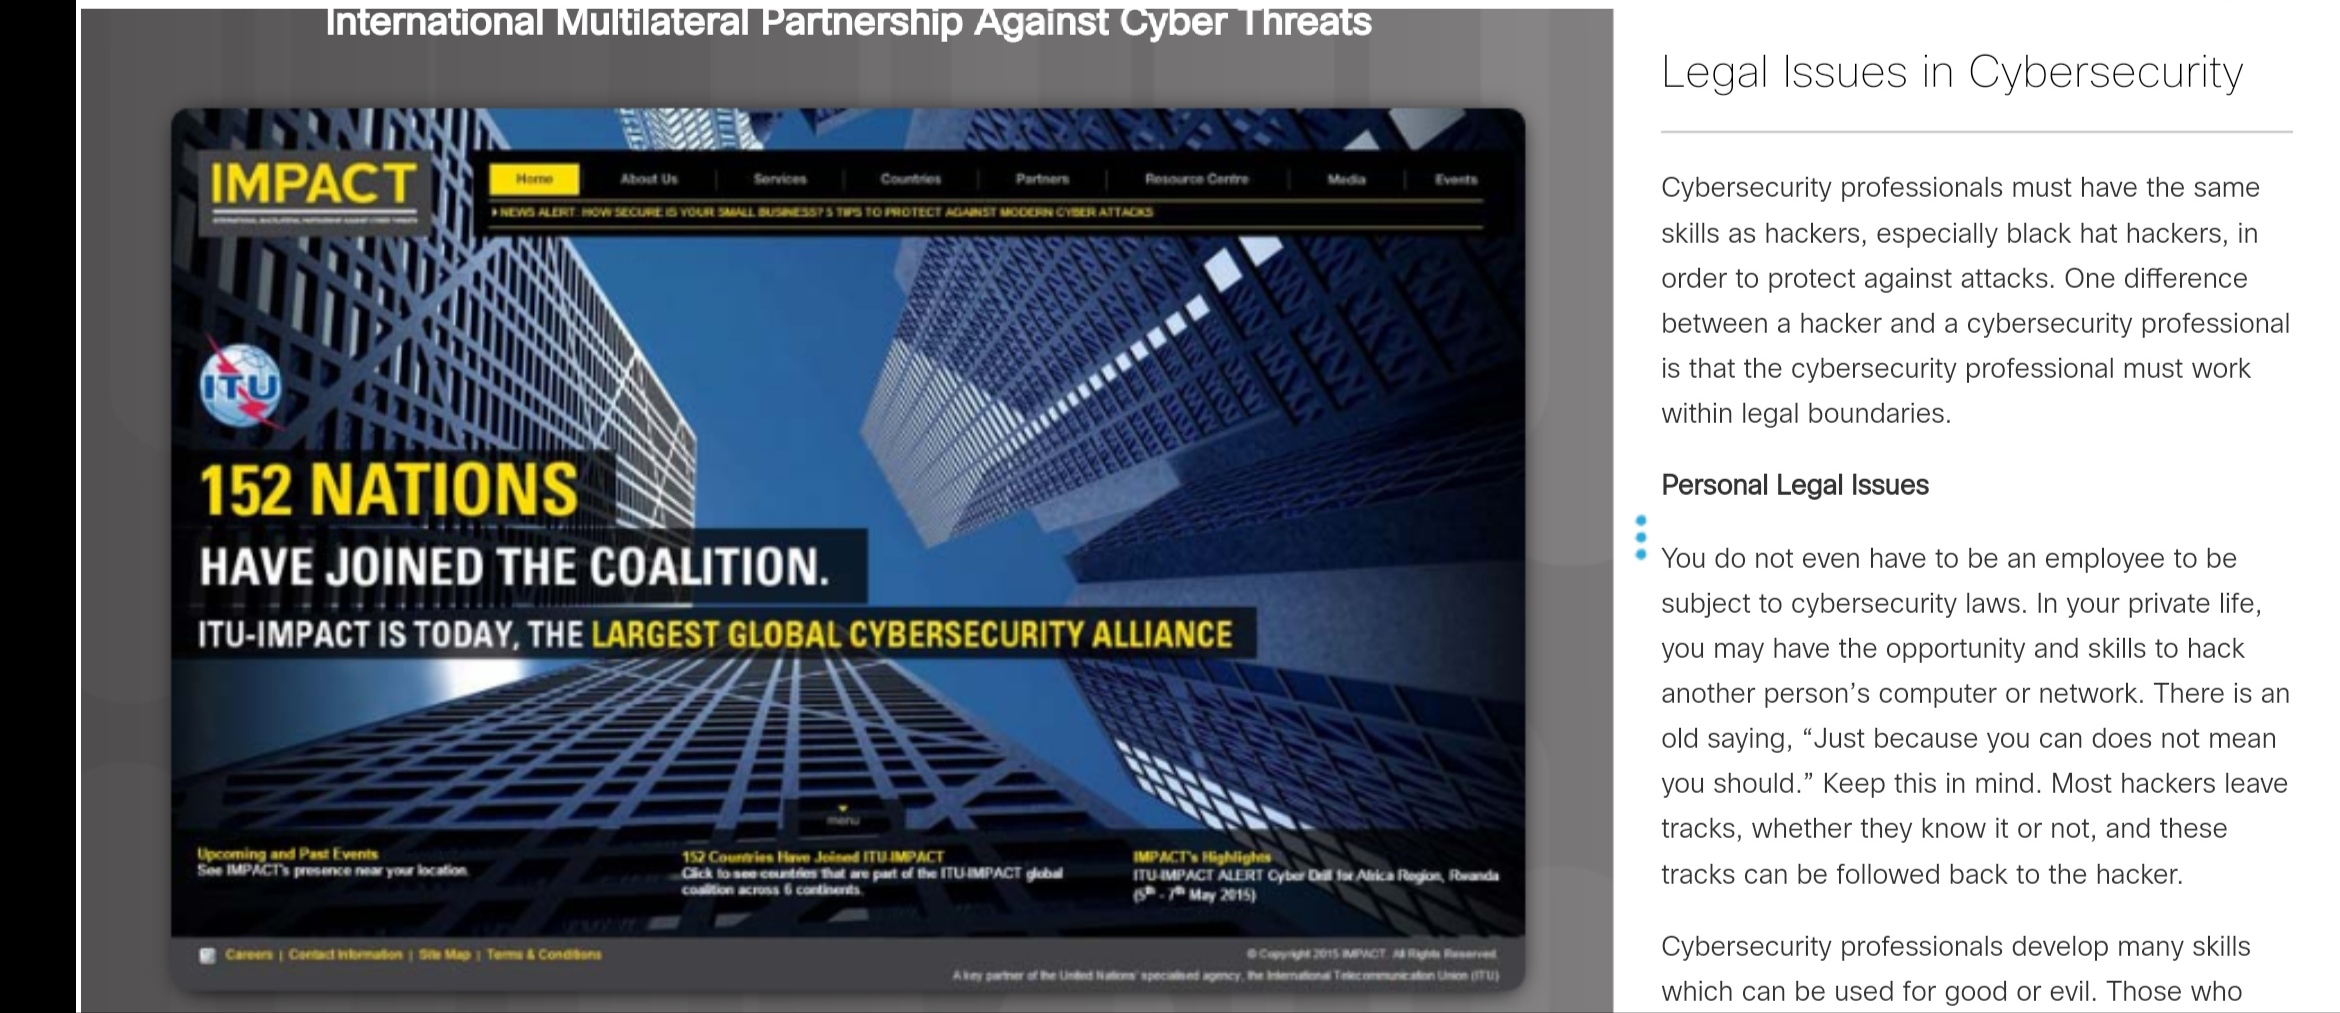 International Multilateral Partnership Against Cyber Threats
IMPACT
Home
About Us
Services
Countries
Partners
Resource Centre
Media
Events
NEWS ALERT: HOW SECURE IS YOUR SMALL BUSINESS? 5 TIPS TO PROTECT AGAINST MODERN CYBER ATTACKS
ITU
152 NATIONS
HAVE JOINED THE COALITION.
ITU-IMPACT IS TODAY, THE LARGEST GLOBAL CYBERSECURITY ALLIANCE
menu
Upcoming and Past Events
See IMPACT's presence near your location.
152 Countries Have Joined ITU-IMPACT
Click to see countries that are part of the ITU-IMPACT global
coalition across 6 continents.
IMPACT's Highlights
ITU-IMPACT ALERT Cyber Drill for Africa Region, Rwanda
(5th - 7th May 2015)
Careers | Contact Information | Site Map | Terms & Conditions
© Copyright 2015 IMPACT. All Rights Reserved.
A key partner of the United Nations' specialised agency, the International Telecommunication Union (ITU)
Legal Issues in Cybersecurity
Cybersecurity professionals must have the same
skills as hackers, especially black hat hackers, in
order to protect against attacks. One difference
between a hacker and a cybersecurity professional
is that the cybersecurity professional must work
within legal boundaries.
Personal Legal Issues
You do not even have to be an employee to be
subject to cybersecurity laws. In your private life,
you may have the opportunity and skills to hack
another person’s computer or network. There is an
old saying, “Just because you can does not mean
you should.” Keep this in mind. Most hackers leave
tracks, whether they know it or not, and these
tracks can be followed back to the hacker.
Cybersecurity professionals develop many skills
which can be used for good or evil. Those who